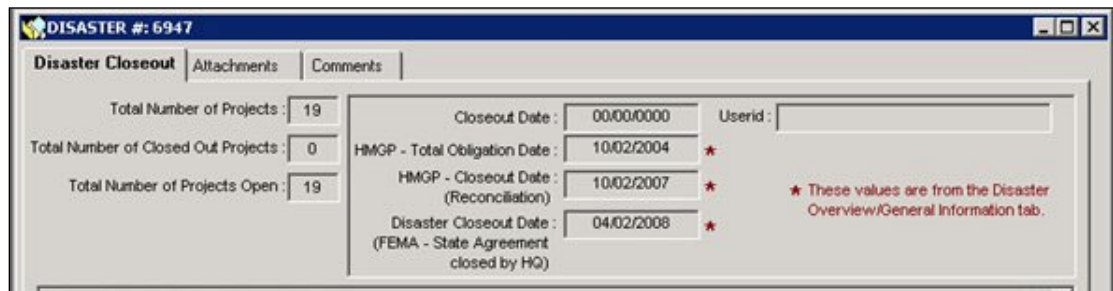 DISASTER #: 6947
Disaster Closeout Attachments Comments
Total Number of Projects : 19
Total Number of Closed Out Projects : 0
Total Number of Projects Open : 19
Closeout Date : 00/00/0000 Userid :
HMGP - Total Obligation Date : 10/02/2004 *
HMGP - Closeout Date : 10/02/2007 *
(Reconciliation)
Disaster Closeout Date : 04/02/2008 *
(FEMA - State Agreement
closed by HQ)
* These values are from the Disaster
Overview/General Information tab.